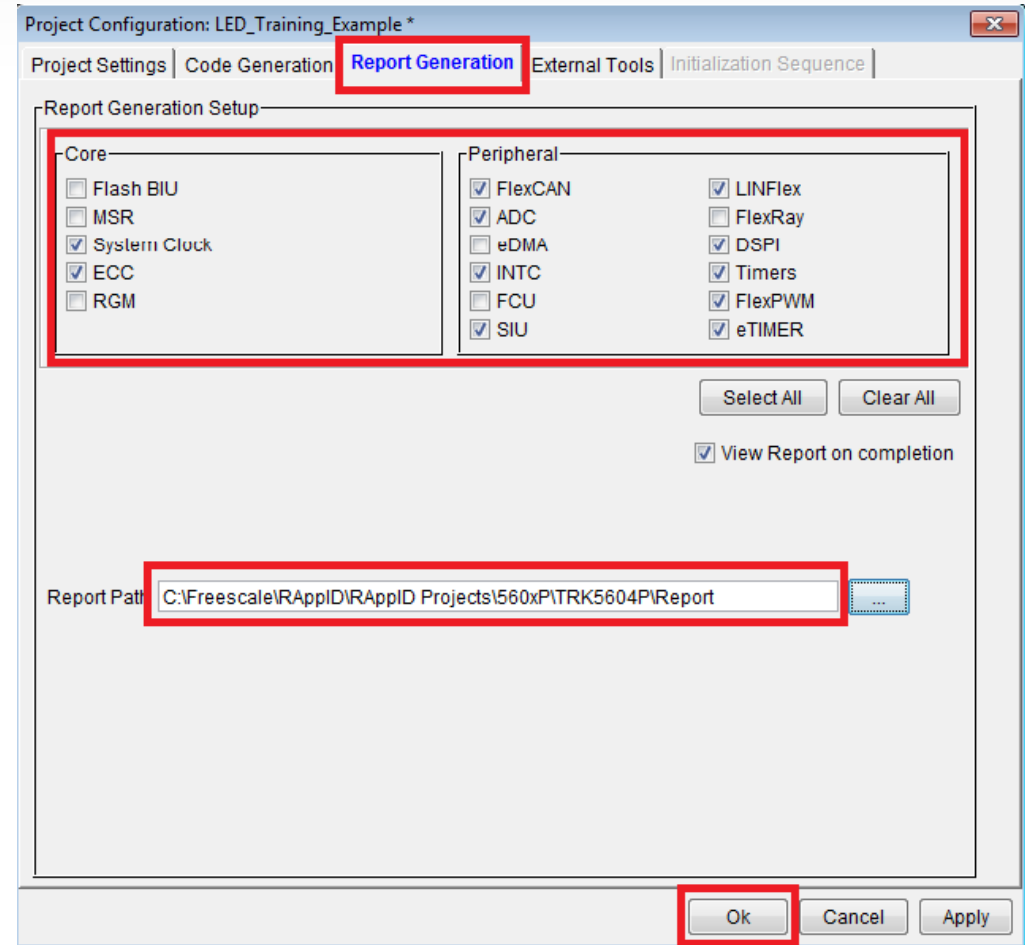 Project Configuration: LED_Training_Example *
Project Settings Code Generation Report Generation External Tools Initialization Sequence
Report Generation Setup
Core
Flash BIU
MSR
System Clock
ECC
RGM
Peripheral
FlexCAN
ADC
eDMA
INTC
FCU
SIU
LINFlex
FlexRay
DSPI
Timers
FlexPWM
eTIMER
Select All Clear All
View Report on completion
Report Path C:\Freescale\RAppID\RAppID Projects\560xP\TRK5604P\Report ...
Ok Cancel Apply